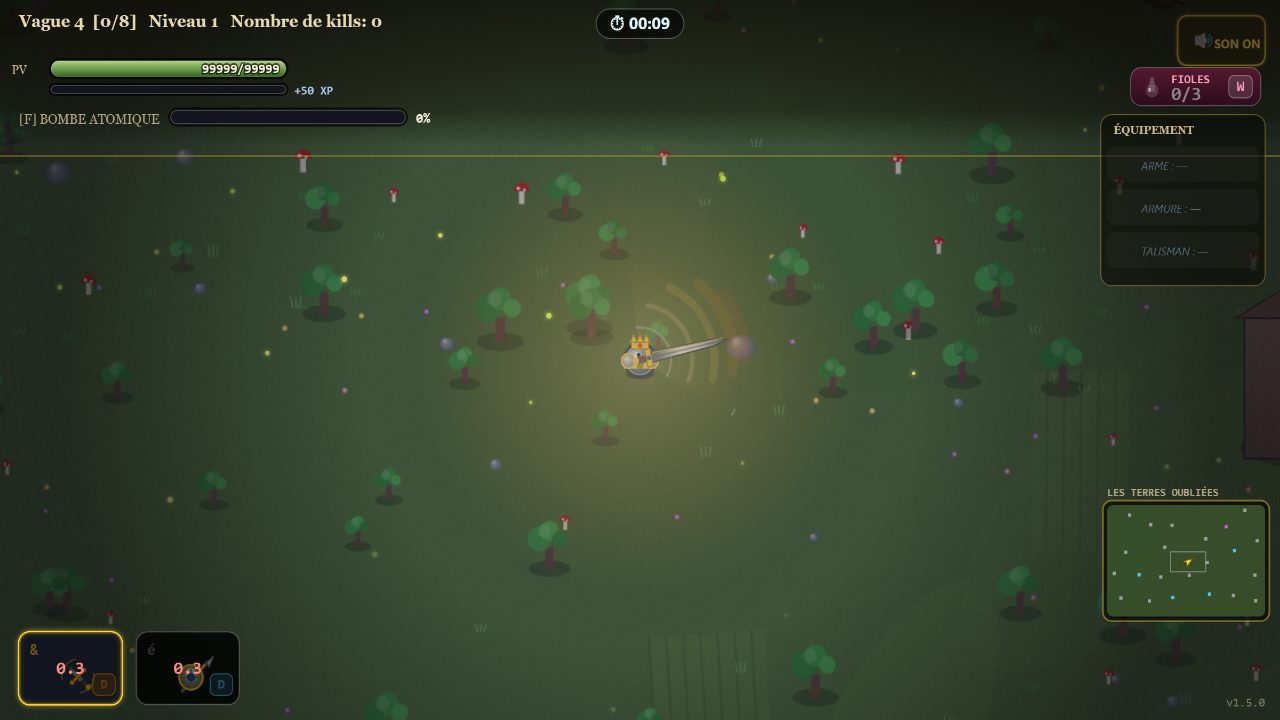 Vague 4 [0/8] Niveau 1 Nombre de kills: 0
00:09
SON ON
PV
99999/99999
+50 XP
FIOLES
0/3
W
[F] BOMBE ATOMIQUE
0%
ÉQUIPEMENT
ARME : —
ARMURE : —
TALISMAN : —
LES TERRES OUBLIÉES
&
0.3
D
é
0.3
D
v1.5.0